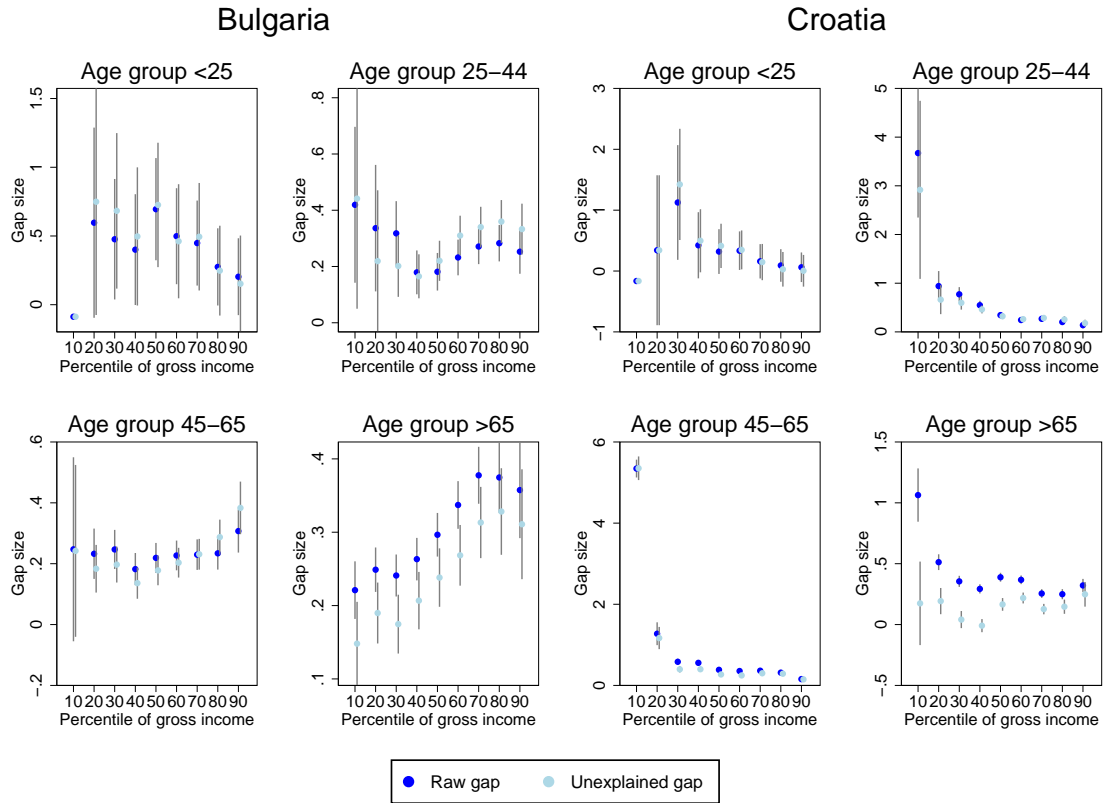 Bulgaria
Croatia
Age group <25
Age group 25−44
Age group <25
Age group 25−44
Gap size
1.5
1
.5
0
10 20 30 40 50 60 70 80 90
Percentile of gross income
Gap size
.8
.6
.4
.2
0
10 20 30 40 50 60 70 80 90
Percentile of gross income
Gap size
3
2
1
0
−1
10 20 30 40 50 60 70 80 90
Percentile of gross income
Gap size
5
4
3
2
1
0
10 20 30 40 50 60 70 80 90
Percentile of gross income
Age group 45−65
Age group >65
Age group 45−65
Age group >65
Gap size
.6
.4
.2
0
−.2
10 20 30 40 50 60 70 80 90
Percentile of gross income
Gap size
.4
.3
.2
.1
10 20 30 40 50 60 70 80 90
Percentile of gross income
Gap size
6
4
2
0
10 20 30 40 50 60 70 80 90
Percentile of gross income
Gap size
1.5
1
.5
0
−.5
10 20 30 40 50 60 70 80 90
Percentile of gross income
Raw gap
Unexplained gap